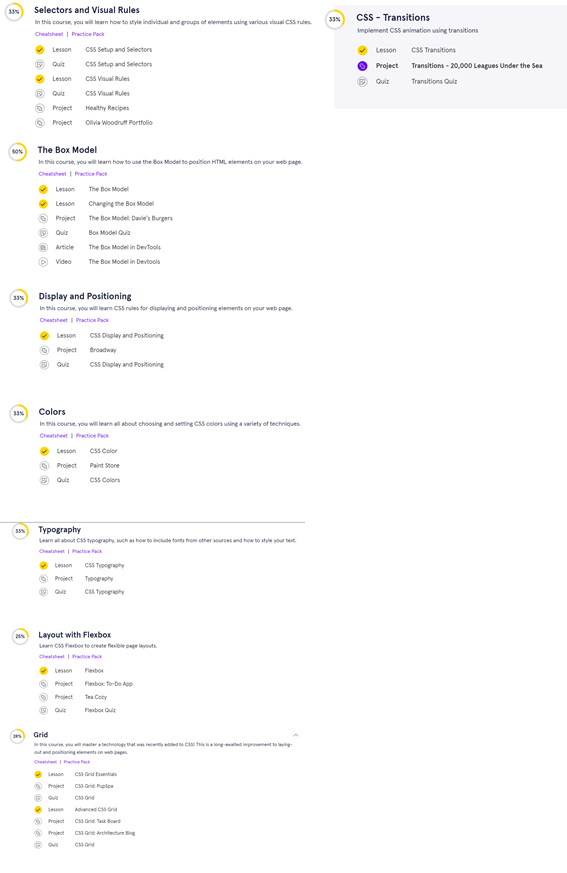 33%
Selectors and Visual Rules
In this course, you will learn how to style individual and groups of elements using various visual CSS rules.
Cheatsheet | Practice Pack
Lesson CSS Setup and Selectors
Quiz CSS Setup and Selectors
Lesson CSS Visual Rules
Quiz CSS Visual Rules
Project Healthy Recipes
Project Olivia Woodruff Portfolio
50%
The Box Model
In this course, you will learn how to use the Box Model to position HTML elements on your web page.
Cheatsheet | Practice Pack
Lesson The Box Model
Lesson Changing the Box Model
Project The Box Model: Davie's Burgers
Quiz Box Model Quiz
Article The Box Model in DevTools
Video The Box Model in Devtools
33%
Display and Positioning
In this course, you will learn CSS rules for displaying and positioning elements on your web page.
Cheatsheet | Practice Pack
Lesson CSS Display and Positioning
Project Broadway
Quiz CSS Display and Positioning
33%
Colors
In this course, you will learn all about choosing and setting CSS colors using a variety of techniques.
Cheatsheet | Practice Pack
Lesson CSS Color
Project Paint Store
Quiz CSS Colors
33%
Typography
Learn all about CSS typography, such as how to include fonts from other sources and how to style your text.
Cheatsheet | Practice Pack
Lesson CSS Typography
Project Typography
Quiz CSS Typography
25%
Layout with Flexbox
Learn CSS Flexbox to create flexible page layouts.
Cheatsheet | Practice Pack
Lesson Flexbox
Project Flexbox: To-Do App
Project Tea Cozy
Quiz Flexbox Quiz
28%
Grid
In this course, you will master a technology that was recently added to CSS! This is a long-awaited improvement to laying-
out and positioning elements on web pages.
Cheatsheet | Practice Pack
Lesson CSS Grid Essentials
Project CSS Grid: PupSpa
Quiz CSS Grid
Lesson Advanced CSS Grid
Project CSS Grid: Task Board
Project CSS Grid: Architecture Blog
Quiz CSS Grid
33%
CSS - Transitions
Implement CSS animation using transitions
Lesson CSS Transitions
Project Transitions - 20,000 Leagues Under the Sea
Quiz Transitions Quiz